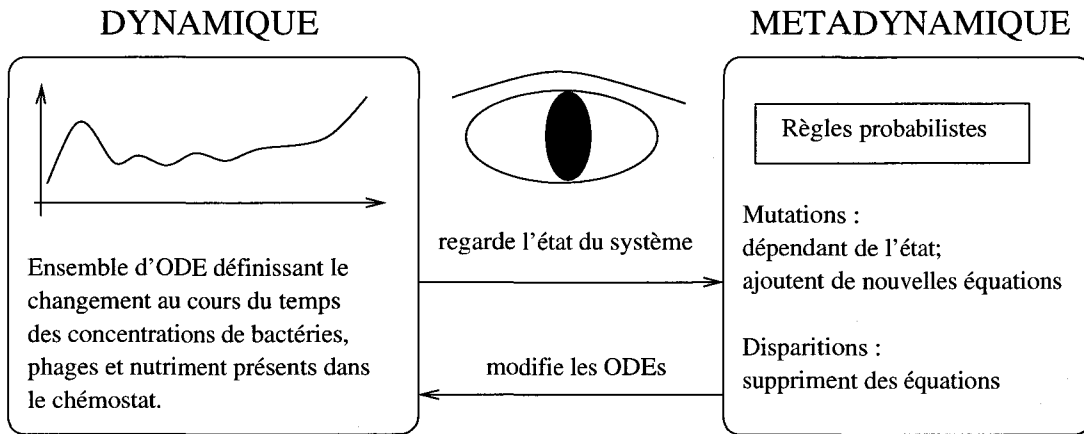 DYNAMIQUE
Ensemble d'ODE définissant le
changement au cours du temps
des concentrations de bactéries,
phages et nutriment présents dans
le chémostat.
regarde l'état du système
modifie les ODEs
METADYNAMIQUE
Règles probabilistes
Mutations :
dépendant de l'état;
ajoutent de nouvelles équations
Disparitions :
suppriment des équations